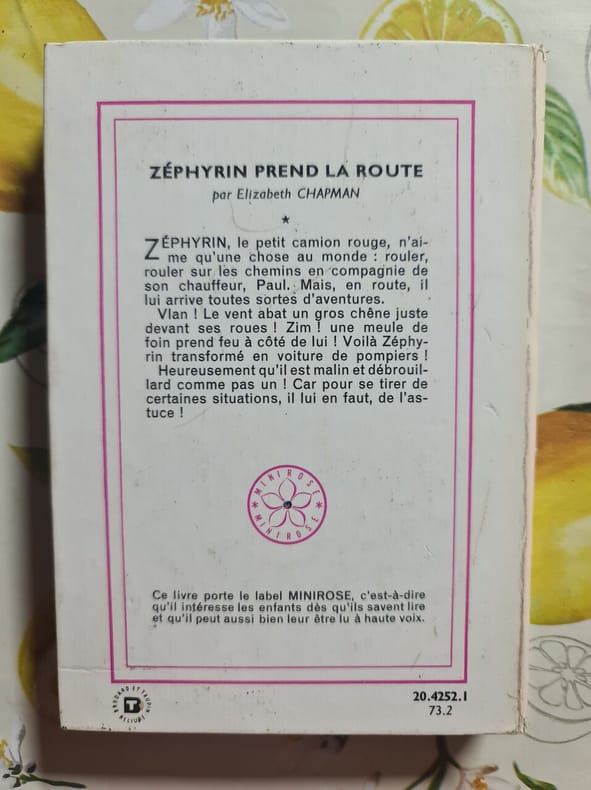 ZÉPHYRIN PREND LA ROUTE
par Elizabeth CHAPMAN
★
ZÉPHYRIN, le petit camion rouge, n'ai-
me qu'une chose au monde : rouler,
rouler sur les chemins en compagnie de
son chauffeur, Paul. Mais, en route, il
lui arrive toutes sortes d'aventures.
Vlan ! Le vent abat un gros chêne juste
devant ses roues ! Zim ! une meule de
foin prend feu à côté de lui ! Voilà Zéphy-
rin transformé en voiture de pompiers !
Heureusement qu'il est malin et débrouil-
lard comme pas un ! Car pour se tirer de
certaines situations, il lui en faut, de l'as-
tuce !
MINIROSE
★ MINIROSE ★
Ce livre porte le label MINIROSE, c'est-à-dire
qu'il intéresse les enfants dès qu'ils savent lire
et qu'il peut aussi bien leur être lu à haute voix.
BRODARD ET TAUPIN
RELIURE
20.4252.1
73.2